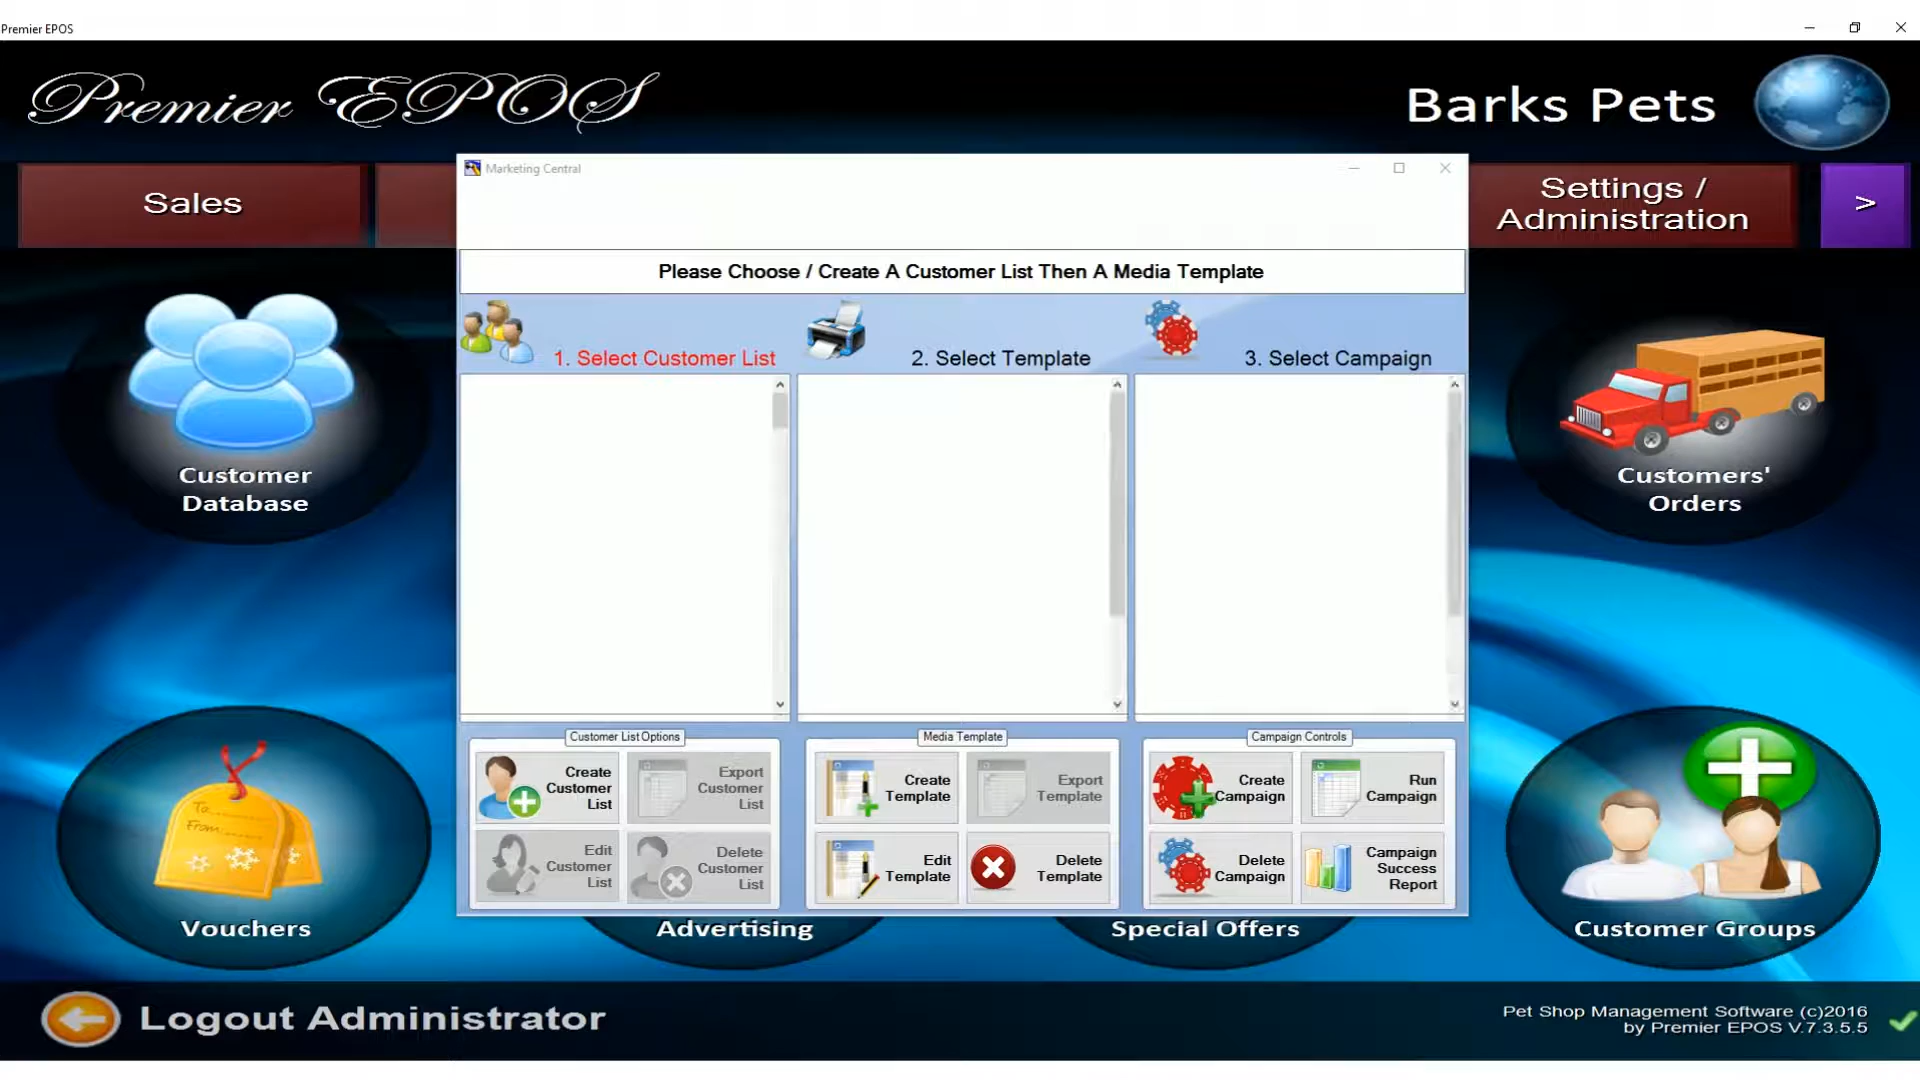 Premier EPOS
Premier EPOS
Barks Pets
Sales
Settings /
Administration
>
Marketing Central
Please Choose / Create A Customer List Then A Media Template
1. Select Customer List
2. Select Template
3. Select Campaign
Customer
Database
Customers'
Orders
Customer List Options
Create
Customer
List
Export
Customer
List
Edit
Customer
List
Delete
Customer
List
Media Template
Create
Template
Export
Template
Edit
Template
Delete
Template
Campaign Controls
Create
Campaign
Run
Campaign
Delete
Campaign
Campaign
Success
Report
To
From
Vouchers
Advertising
Special Offers
Customer Groups
Logout Administrator
Pet Shop Management Software (c)2016
by Premier EPOS V.7.3.5.5